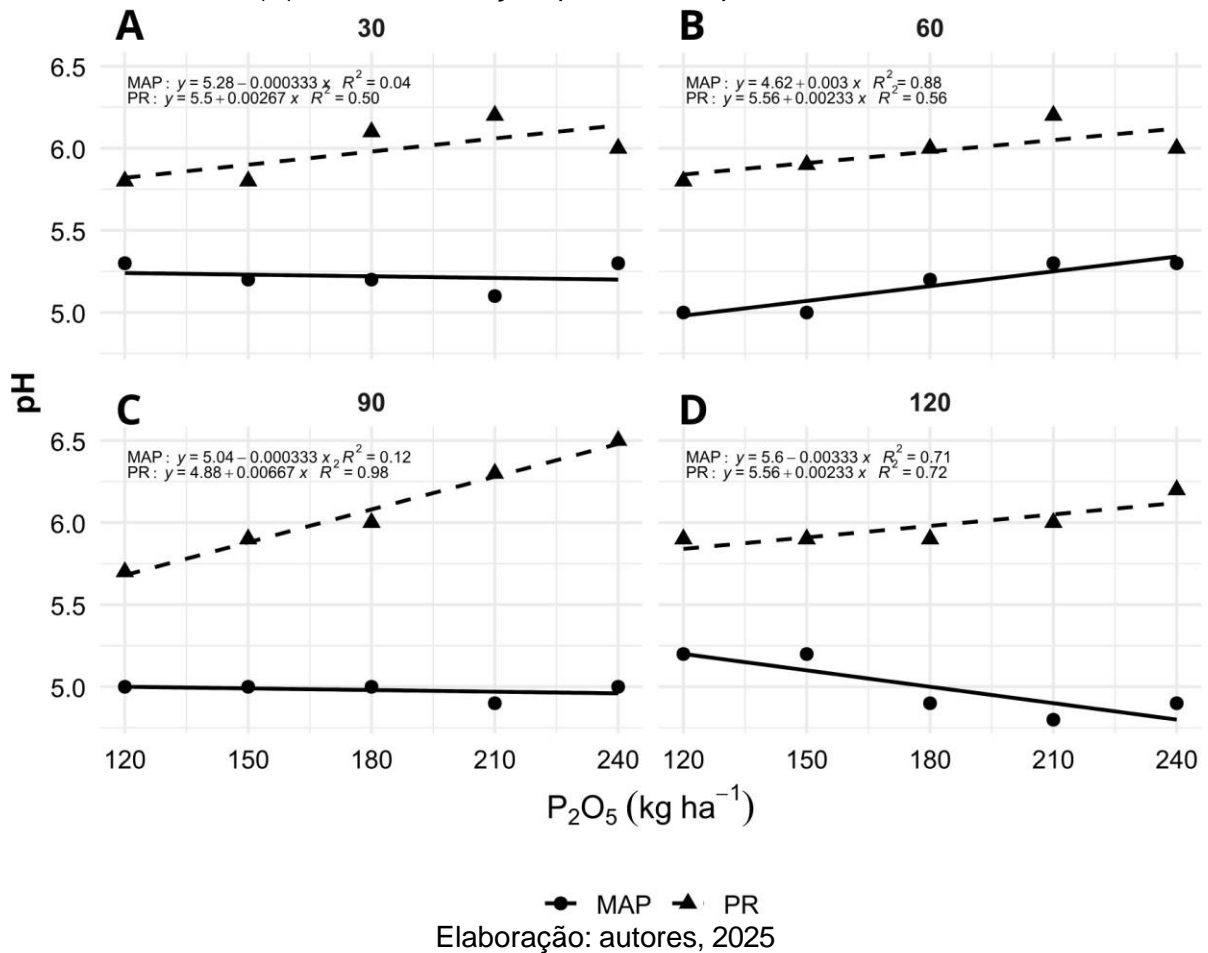 A 30 B 60
MAP : y = 5.28 − 0.000333 x R² = 0.04
PR : y = 5.5 + 0.00267 x R² = 0.50
MAP : y = 4.62 + 0.003 x R² = 0.88
PR : y = 5.56 + 0.00233 x R² = 0.56
6.5
6.0
5.5
5.0
pH
C 90 D 120
MAP : y = 5.04 − 0.000333 x R² = 0.12
PR : y = 4.88 + 0.00667 x R² = 0.98
MAP : y = 5.6 − 0.00333 x R² = 0.71
PR : y = 5.56 + 0.00233 x R² = 0.72
6.5
6.0
5.5
5.0
120 150 180 210 240 120 150 180 210 240
P₂O₅ (kg ha⁻¹)
MAP PR
Elaboração: autores, 2025